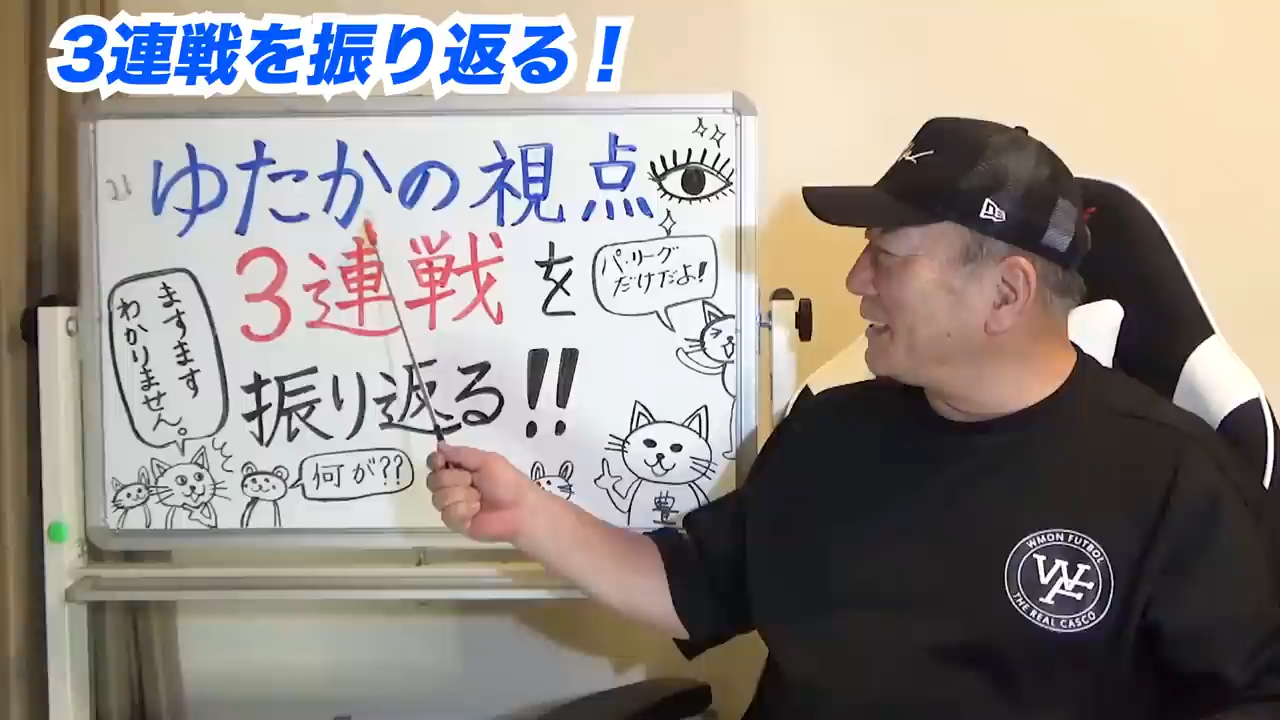 3連戦を振り返る!
ゆたかの視点
3連戦を
振り返る!!
パ・リーグ
だけだよ!
ますます
わかりません。
何が??
豊
WMON FUTBOL
WF
THE REAL CASCO